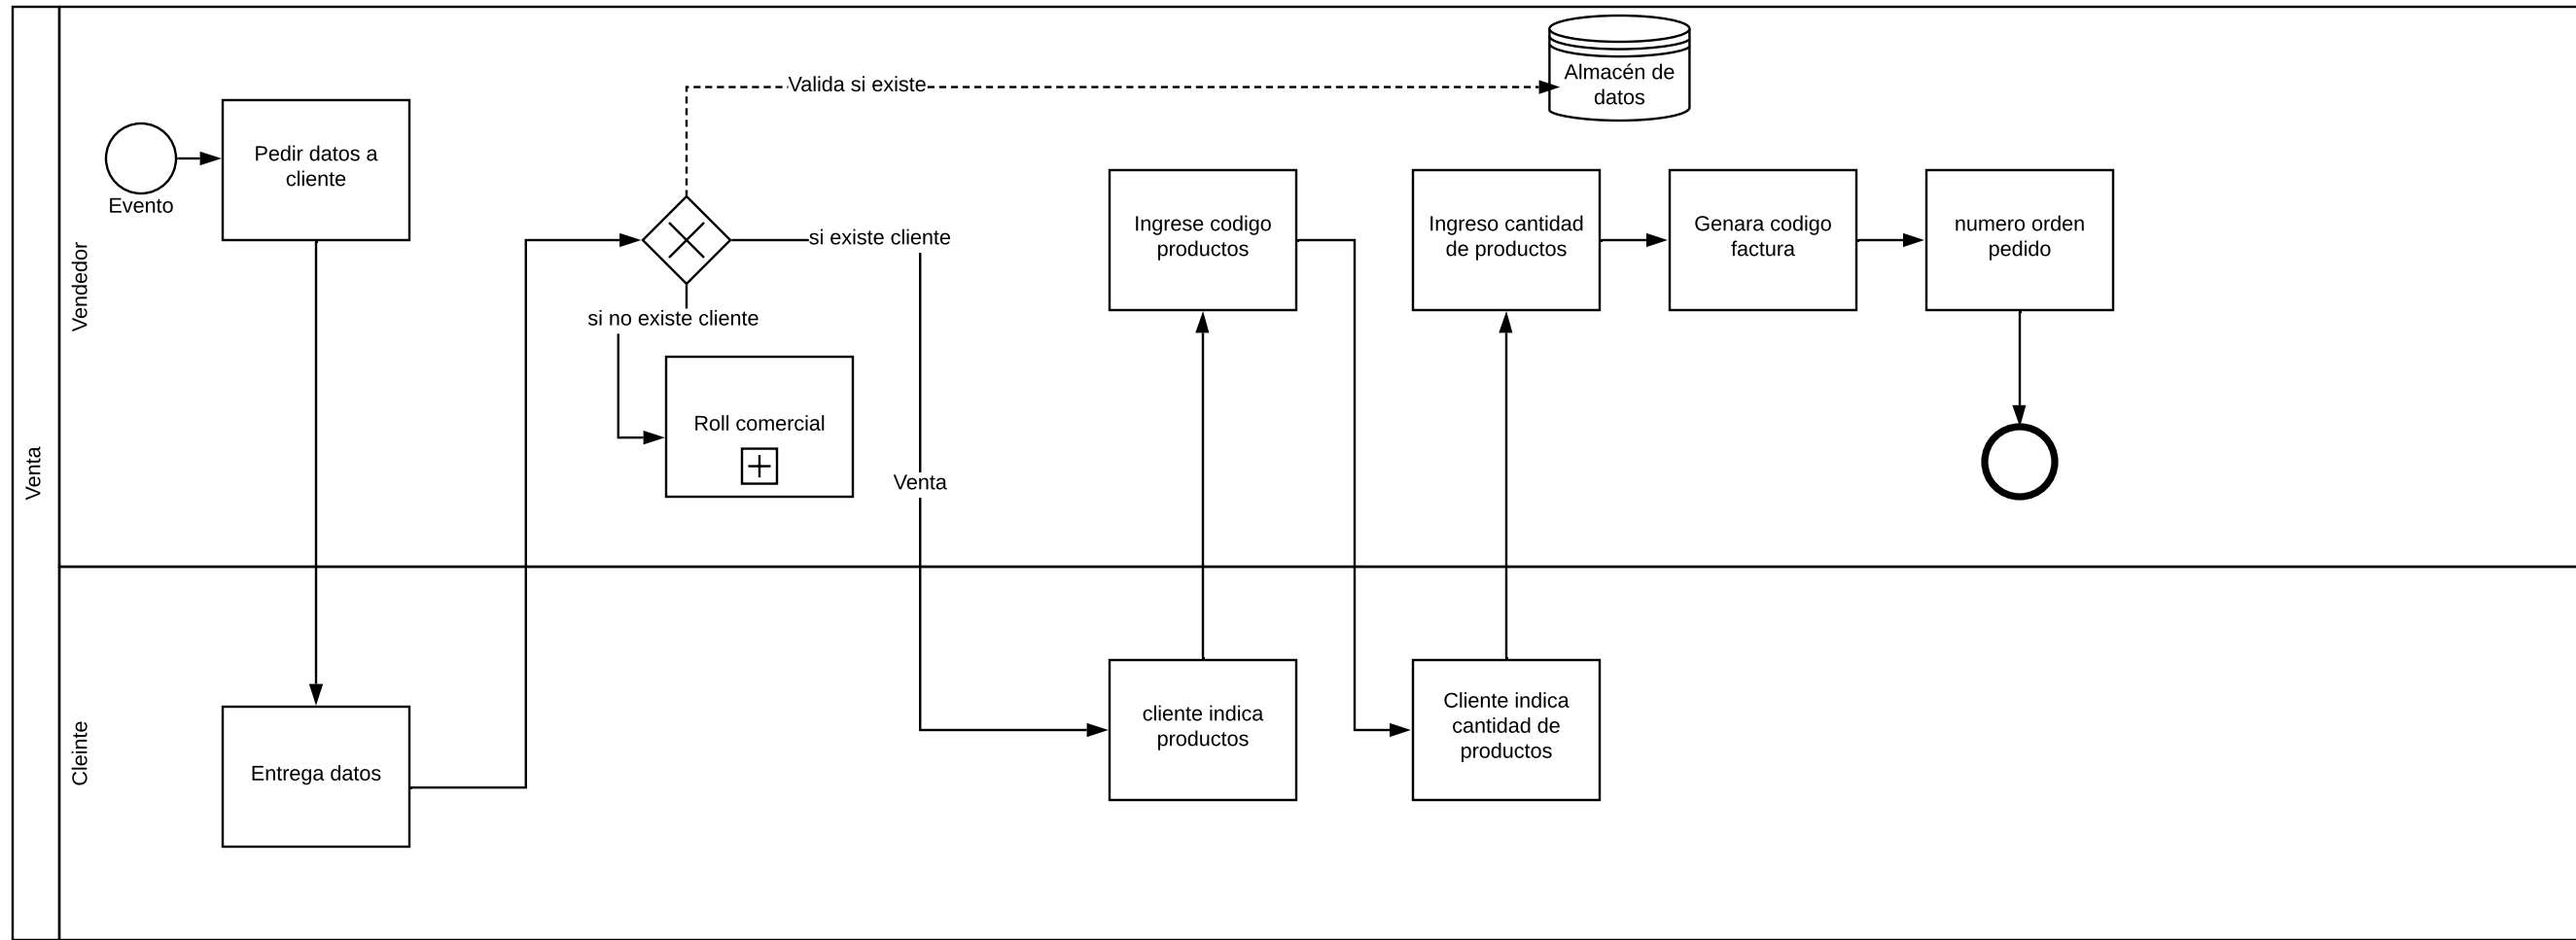 Venta
Vendedor
Evento
Pedir datos a
cliente
Valida si existe
Almacén de
datos
si existe cliente
si no existe cliente
Roll comercial
Venta
Ingrese codigo
productos
Ingreso cantidad
de productos
Genara codigo
factura
numero orden
pedido
Cleinte
Entrega datos
cliente indica
productos
Cliente indica
cantidad de
productos